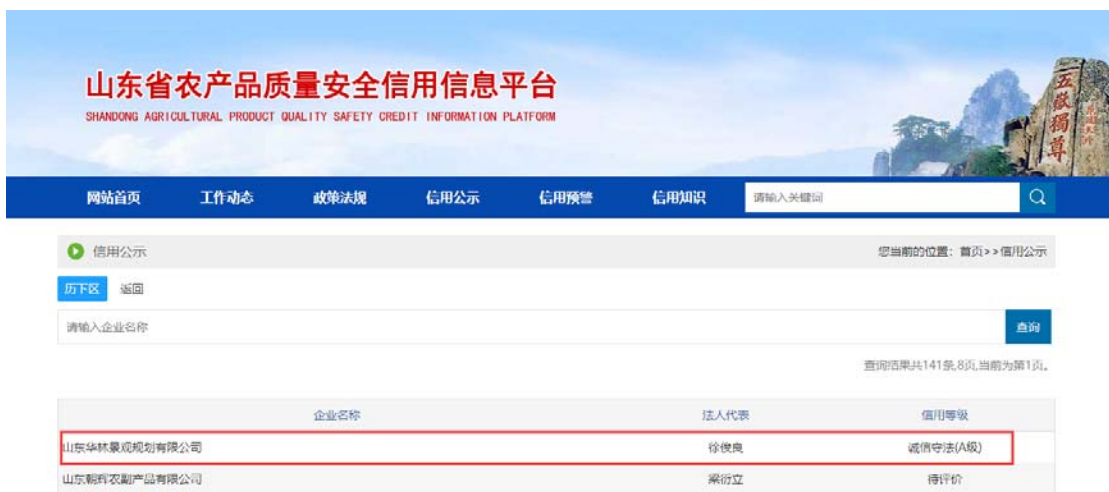 山东省农产品质量安全信用信息平台
SHANDONG AGRICULTURAL PRODUCT QUALITY SAFETY CREDIT INFORMATION PLATFORM
五嶽獨尊
网站首页 工作动态 政策法规 信用公示 信用预警 信用知识 请输入关键词
信用公示 您当前的位置：首页>>信用公示
历下区 返回
请输入企业名称 查询
查询结果共141条,8页,当前为第1页。
企业名称 法人代表 信用等级
山东华林景观规划有限公司 徐俊良 诚信守法(A级)
山东朝辉农副产品有限公司 梁衍立 待评价